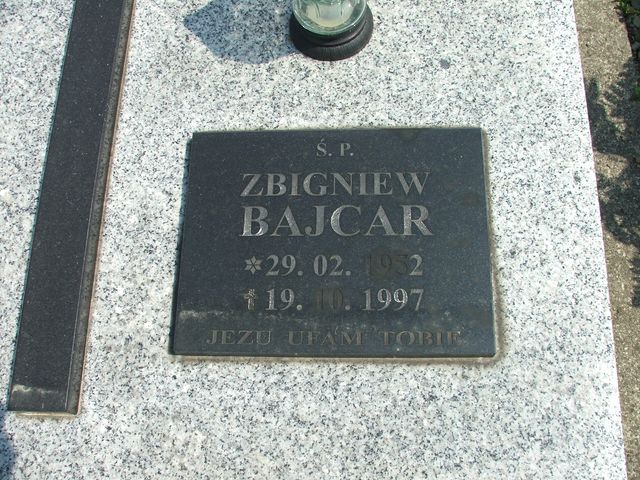 Ś. P.
ZBIGNIEW
BAJCAR
29. 02. 1952
19. 10. 1997
JEZU UFAM TOBIE